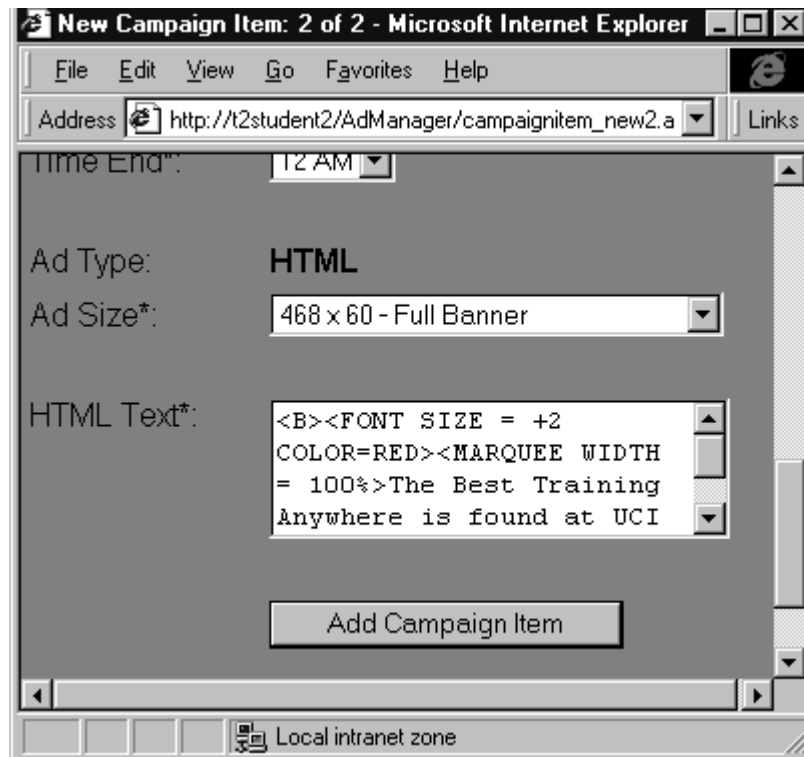 New Campaign Item: 2 of 2 - Microsoft Internet Explorer
File Edit View Go Favorites Help
Address http://t2student2/AdManager/campaignitem_new2.a Links
Time End*: 12 AM
Ad Type: HTML
Ad Size*: 468 x 60 - Full Banner
HTML Text*: <B><FONT SIZE = +2
COLOR=RED><MARQUEE WIDTH
= 100%>The Best Training
Anywhere is found at UCI
Add Campaign Item
Local intranet zone